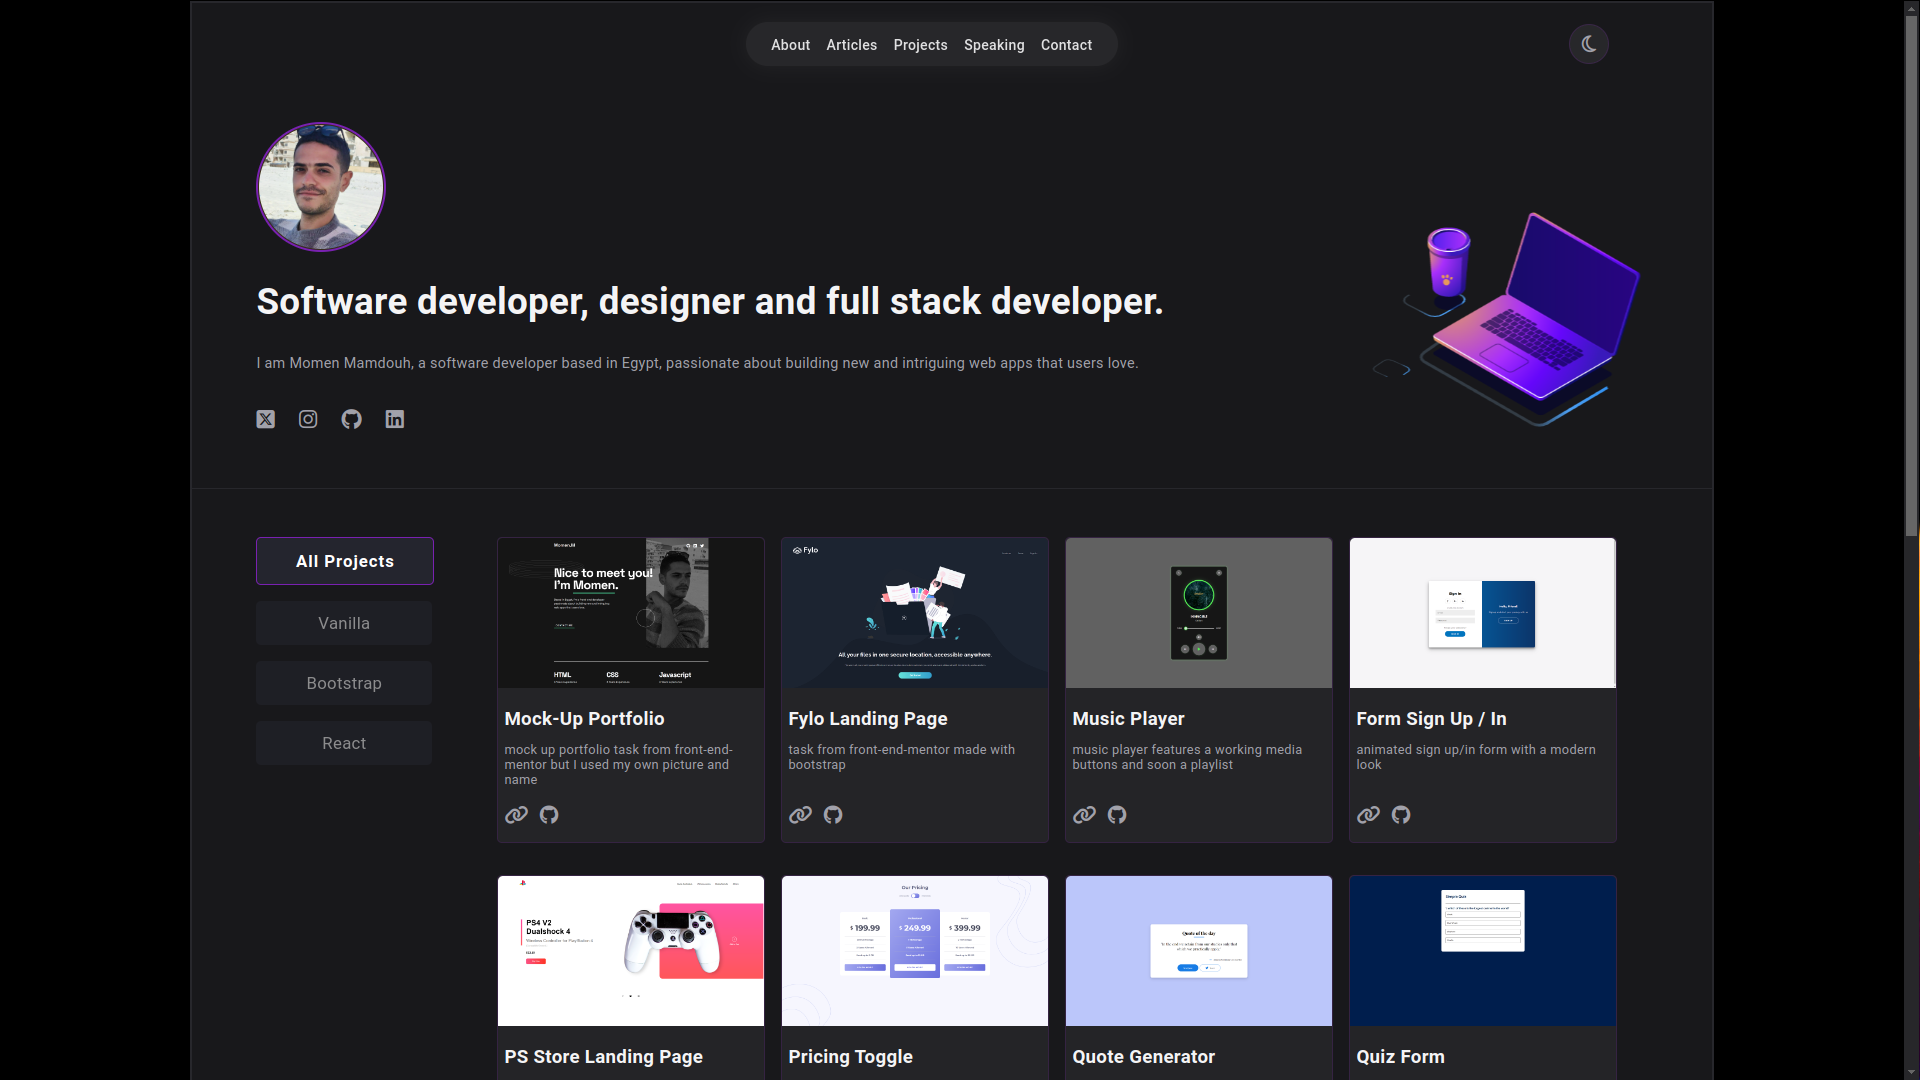 About Articles Projects Speaking Contact
Software developer, designer and full stack developer.
I am Momen Mamdouh, a software developer based in Egypt, passionate about building new and intriguing web apps that users love.
All Projects
Vanilla
Bootstrap
React
Nice to meet you!
I'm Momen.
HTML CSS Javascript
Mock-Up Portfolio
mock up portfolio task from front-end-
mentor but I used my own picture and
name
Fylo
All your files in one secure location, accessible anywhere.
Fylo Landing Page
task from front-end-mentor made with
bootstrap
Music Player
music player features a working media
buttons and soon a playlist
Sign In
Form Sign Up / In
animated sign up/in form with a modern
look
PS4 V2
Dualshock 4
PS Store Landing Page
Our Pricing
$ 199.99 $ 249.99 $ 399.99
Pricing Toggle
Quote of the day
Quote Generator
Simple Quiz
Quiz Form